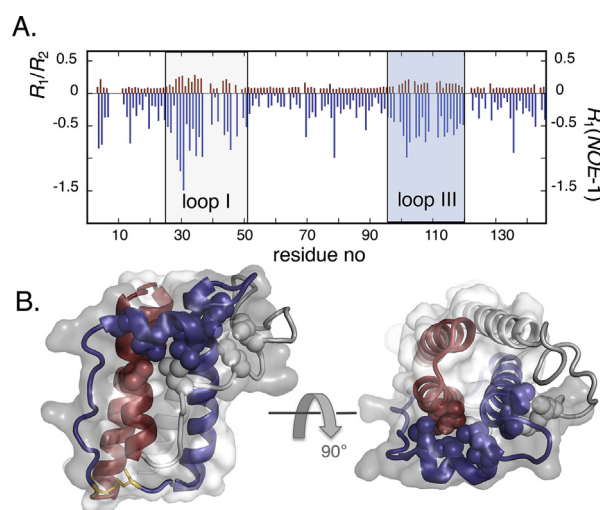 A.
0.5 0.5
R₁/R₂
0 0
-0.5 -0.5
R₁(NOE-1)
-1.5 -1.5
loop I loop III
10 30 50 70 90 110 130
residue no
B.
90°